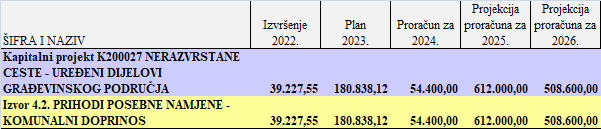 ŠIFRA I NAZIV
Izvršenje 2022.
Plan 2023.
Proračun za 2024.
Projekcija proračuna za 2025.
Projekcija proračuna za 2026.
Kapitalni projekt K200027 NERAZVRSTANE
CESTE - UREĐENI DIJELOVI
GRAĐEVINSKOG PODRUČJA 39.227,55 180.838,12 54.400,00 612.000,00 508.600,00
Izvor 4.2. PRIHODI POSEBNE NAMJENE -
KOMUNALNI DOPRINOS 39.227,55 180.838,12 54.400,00 612.000,00 508.600,00